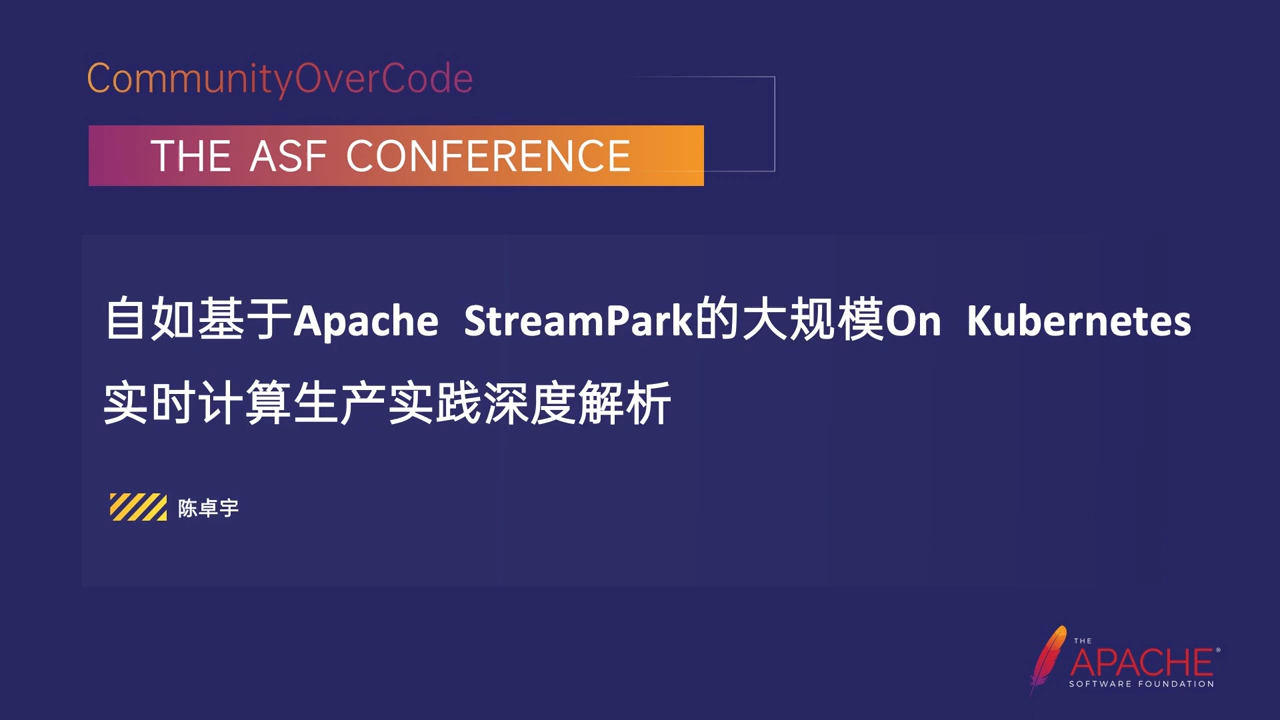 CommunityOverCode
THE ASF CONFERENCE
自如基于Apache StreamPark的大规模On Kubernetes
实时计算生产实践深度解析
陈卓宇
THE
APACHE®
SOFTWARE FOUNDATION